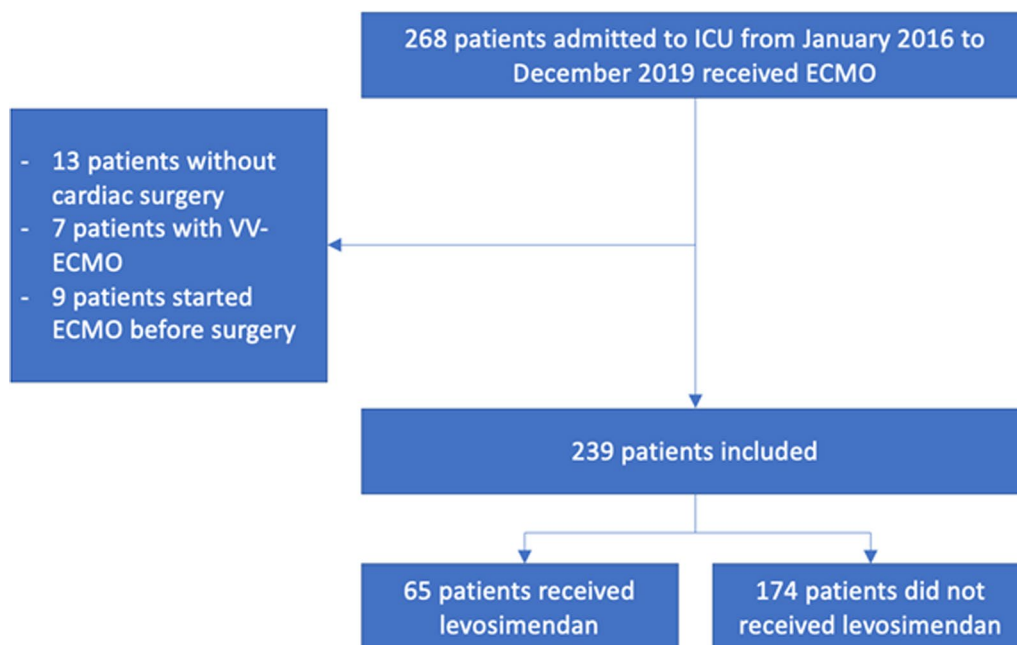 268 patients admitted to ICU from January 2016 to
December 2019 received ECMO
- 13 patients without
cardiac surgery
- 7 patients with VV-
ECMO
- 9 patients started
ECMO before surgery
239 patients included
65 patients received
levosimendan
174 patients did not
received levosimendan